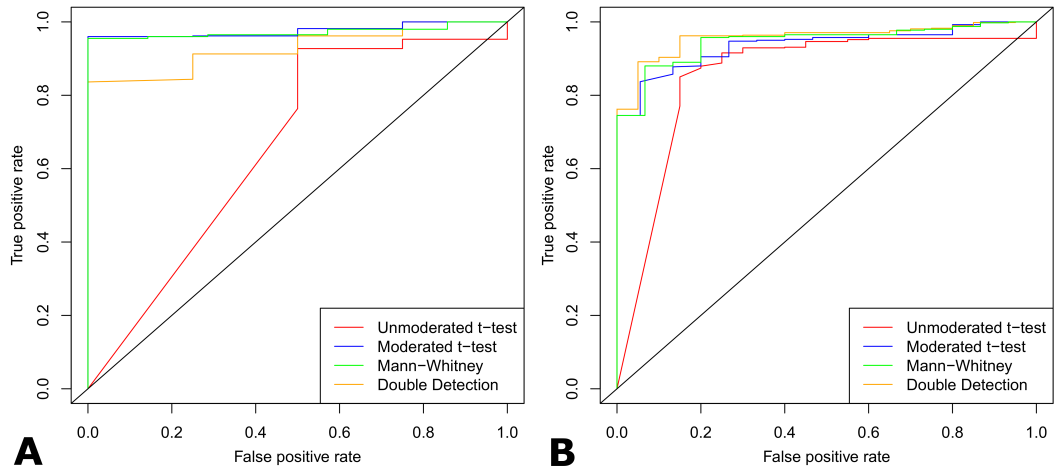 1.0
0.8
0.6
0.4
0.2
0.0
True positive rate
0.0 0.2 0.4 0.6 0.8 1.0
False positive rate
Unmoderated t−test
Moderated t−test
Mann−Whitney
Double Detection
A
1.0
0.8
0.6
0.4
0.2
0.0
True positive rate
0.0 0.2 0.4 0.6 0.8 1.0
False positive rate
Unmoderated t−test
Moderated t−test
Mann−Whitney
Double Detection
B